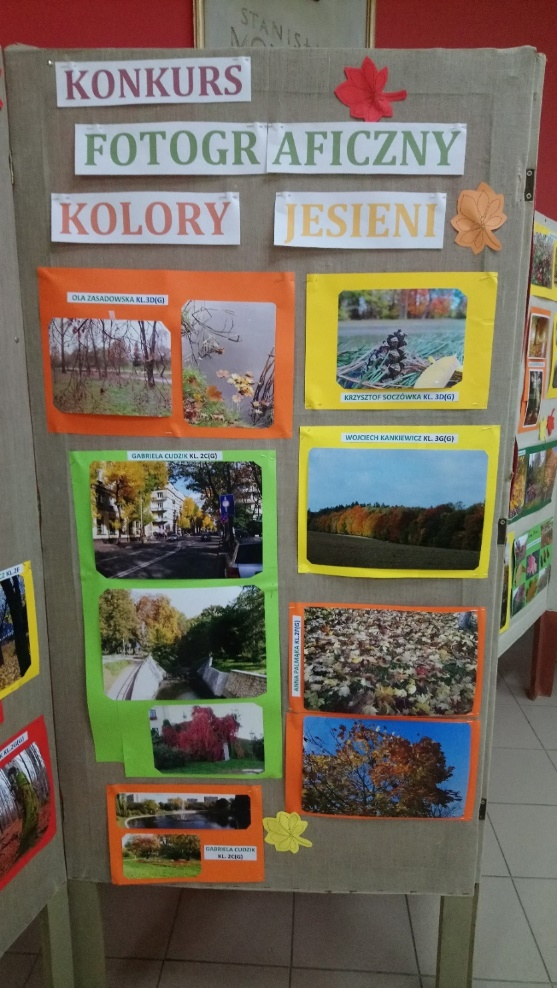 STANISŁ
KONKURS
FOTOGRAFICZNY
KOLORY JESIENI
OLA ZASADOWSKA KL.3D(G)
KRZYSZTOF SOCZÓWKA KL. 3D(G)
GABRIELA CUDZIK KL. 2C(G)
WOJCIECH KANKIEWICZ KL. 3G(G)
GABRIELA CUDZIK
KL. 2C(G)